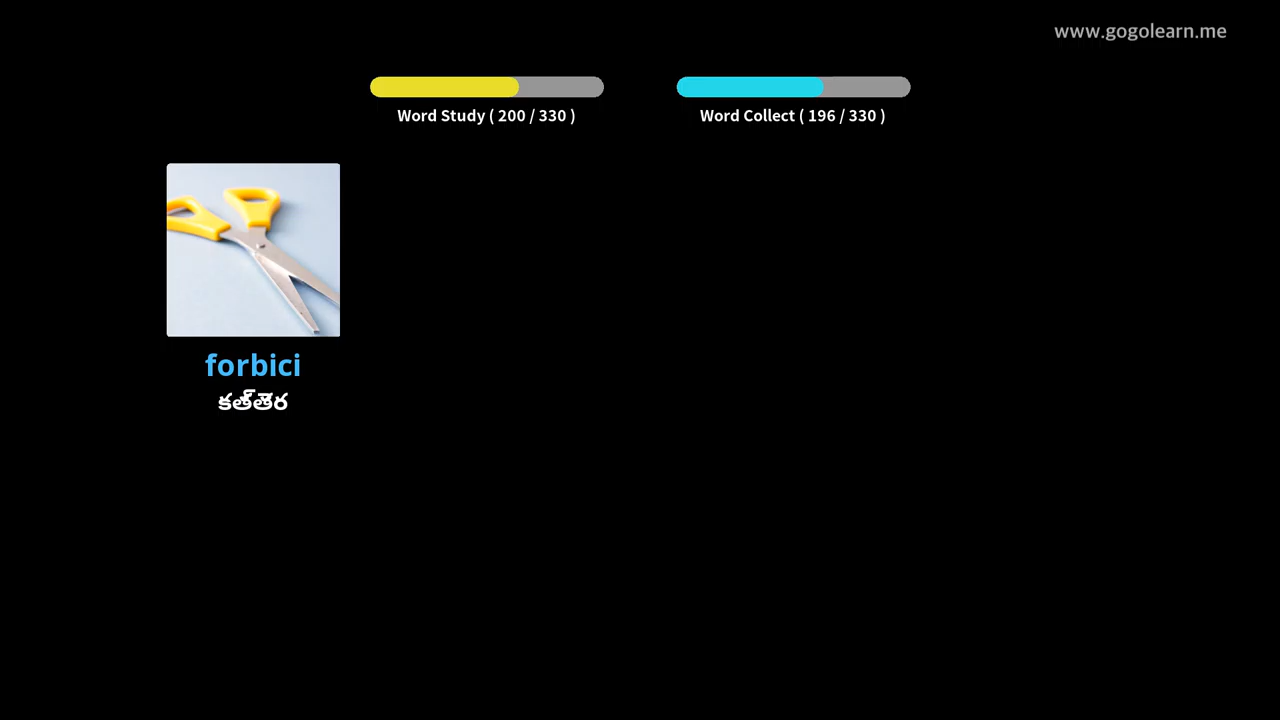 www.gogolearn.me
Word Study ( 200 / 330 )
Word Collect ( 196 / 330 )
forbici
కత్తెర